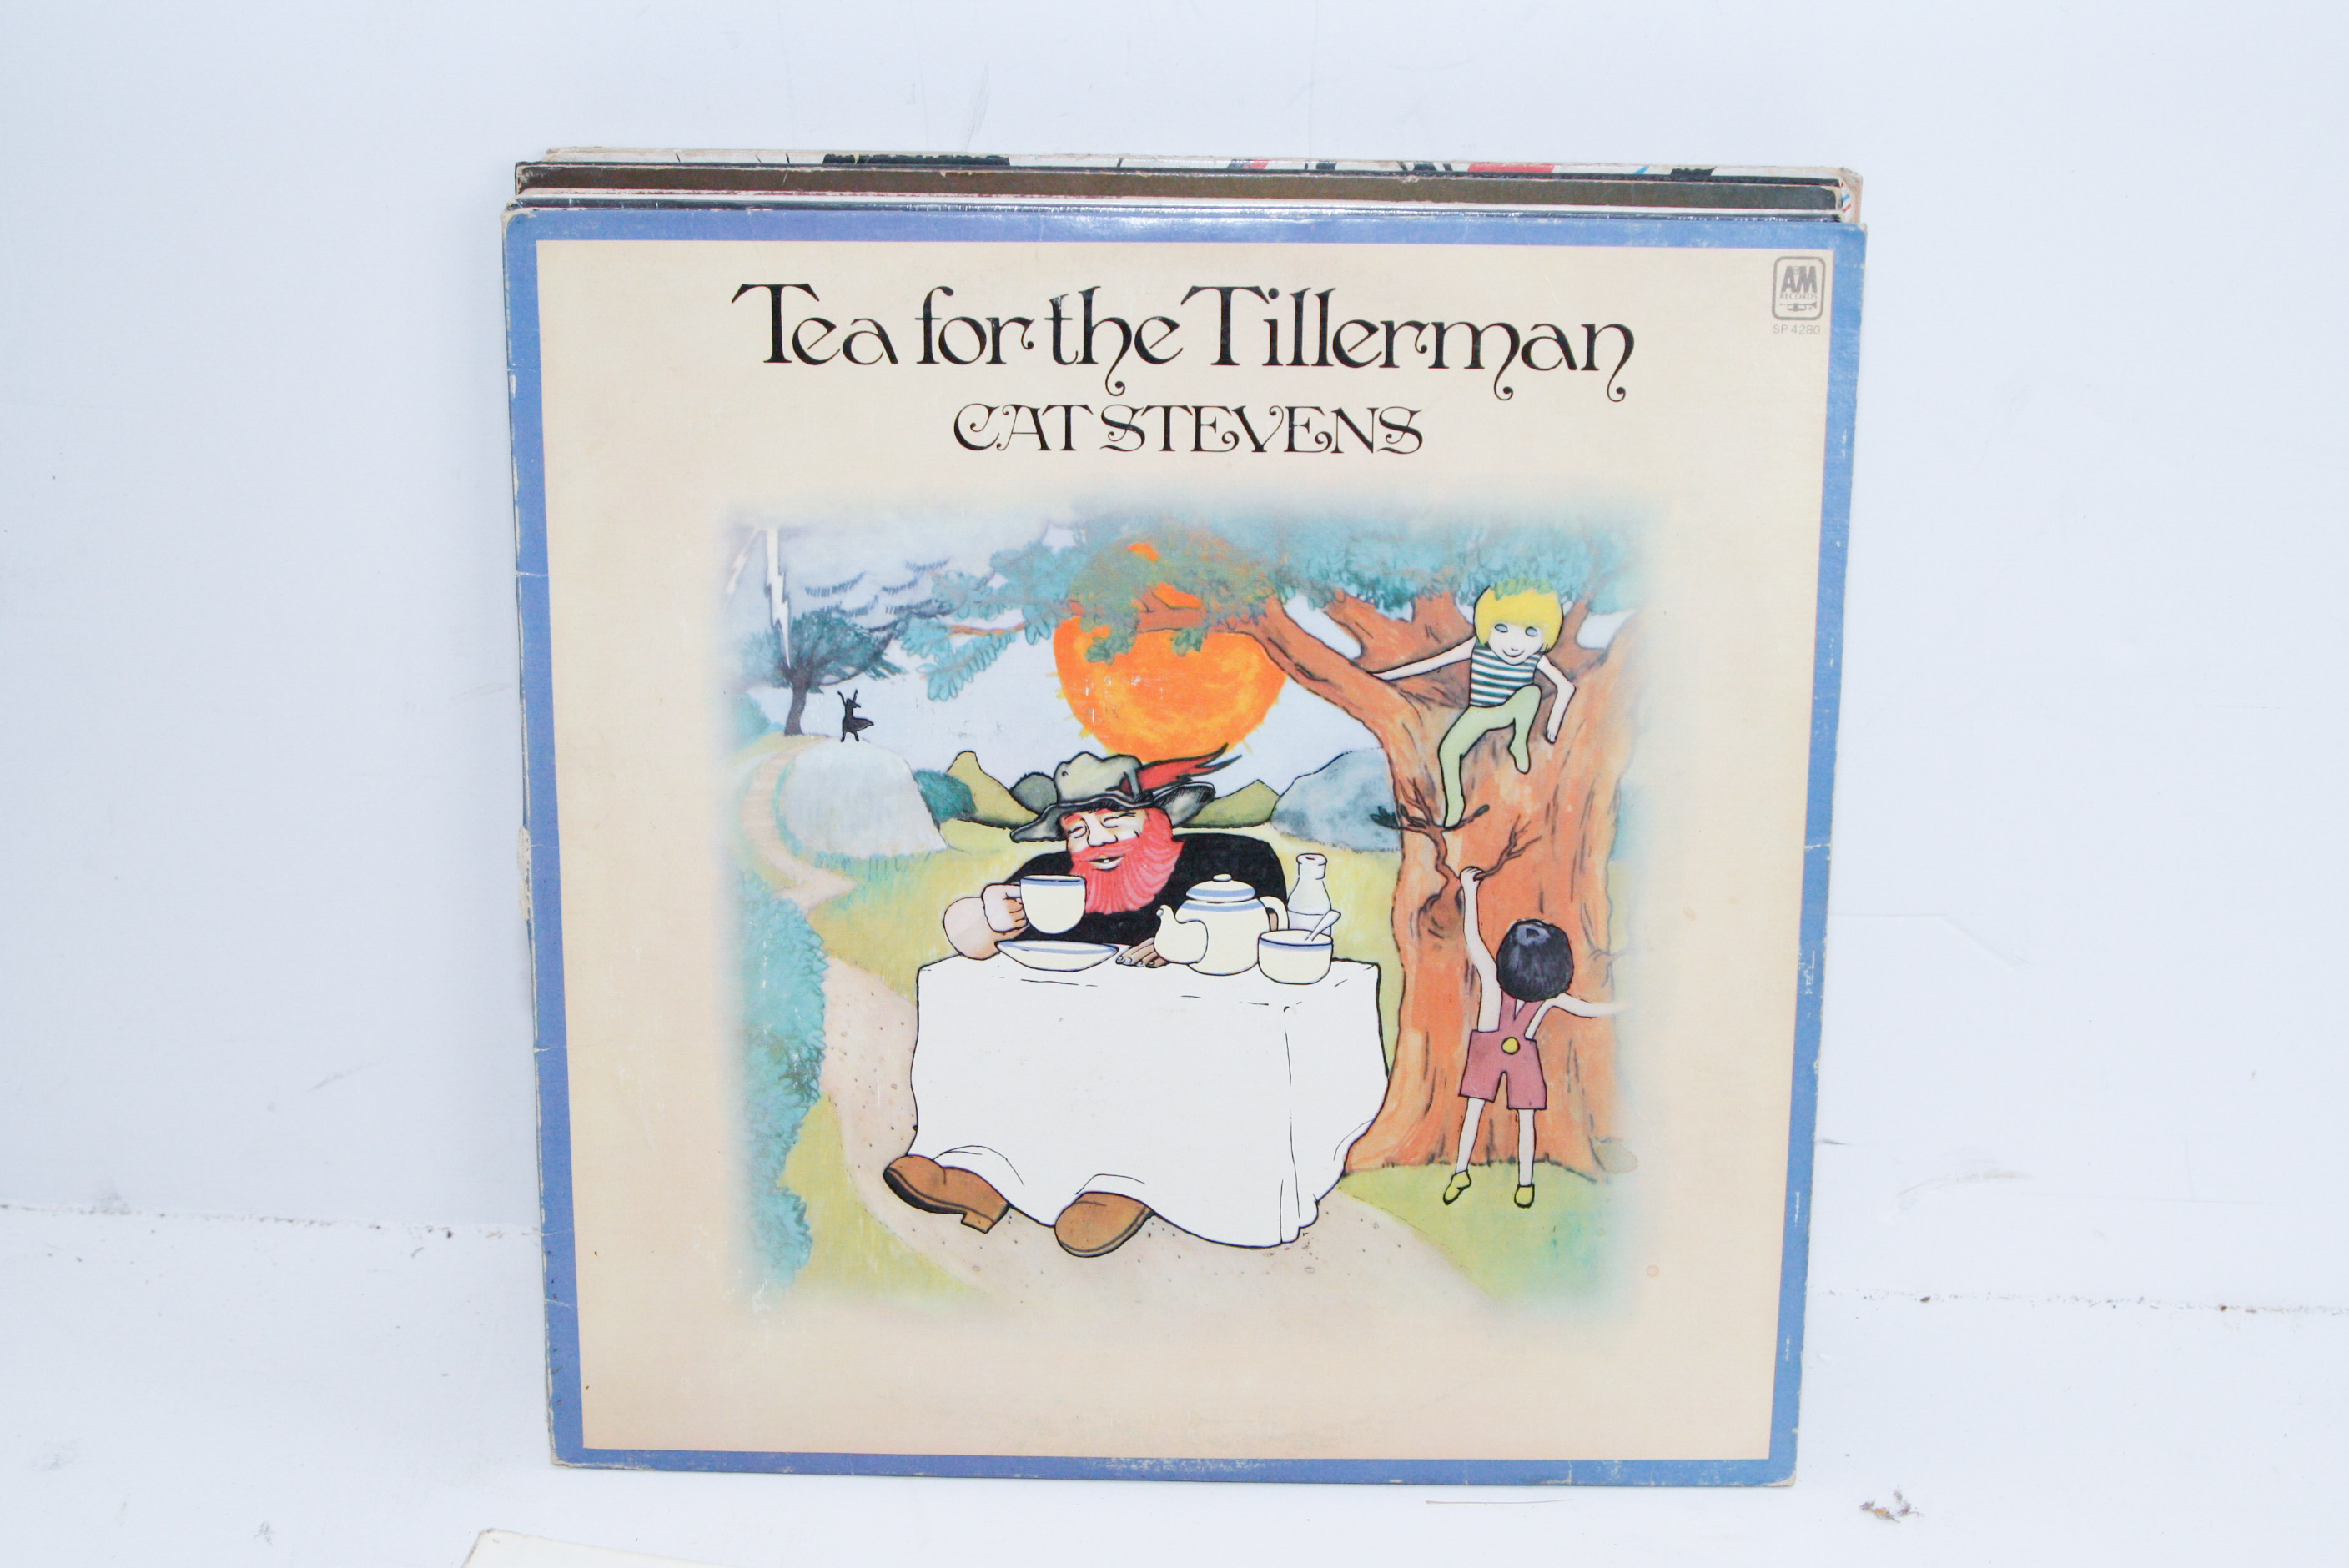 Tea for the Tillerman
CAT STEVENS
A&M
RECORDS
SP 4280